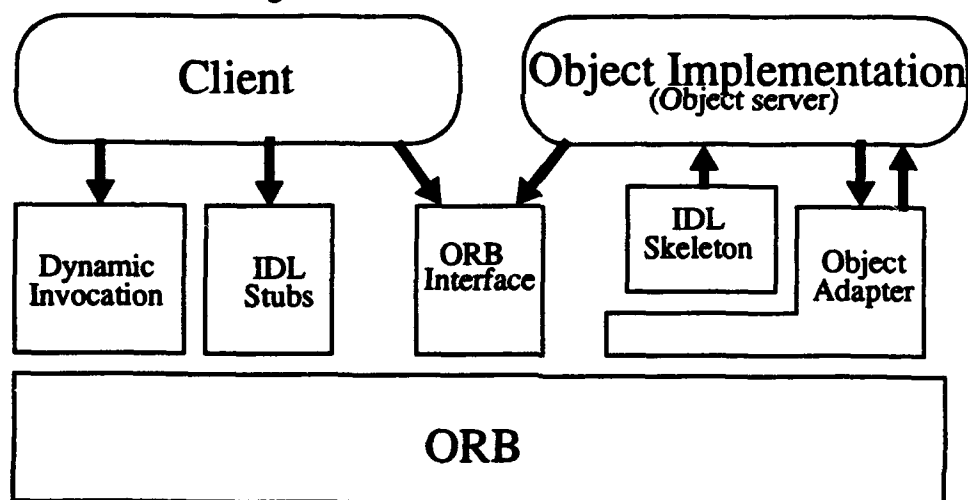 Client
Object Implementation
(Object server)
Dynamic
Invocation
IDL
Stubs
ORB
Interface
IDL
Skeleton
Object
Adapter
ORB